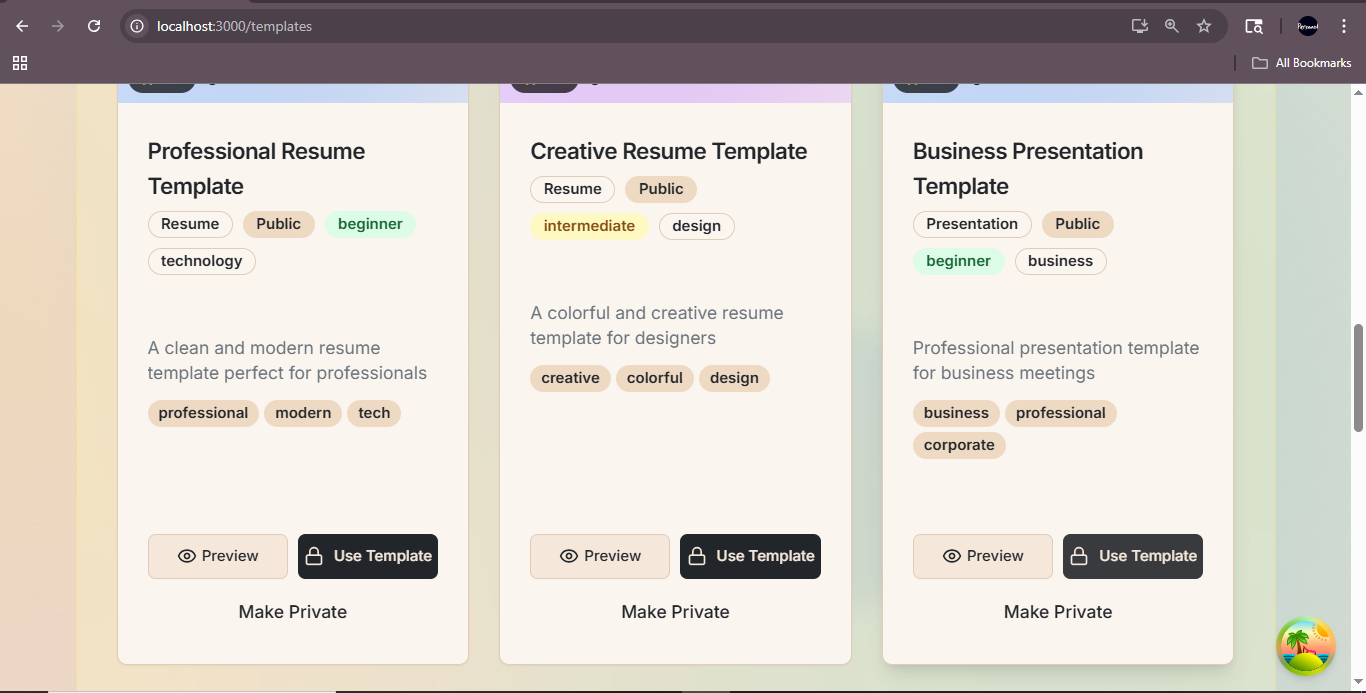 localhost:3000/templates
All Bookmarks
Professional Resume
Template
Resume Public beginner
technology
A clean and modern resume
template perfect for professionals
professional modern tech
Preview Use Template
Make Private
Creative Resume Template
Resume Public
intermediate design
A colorful and creative resume
template for designers
creative colorful design
Preview Use Template
Make Private
Business Presentation
Template
Presentation Public
beginner business
Professional presentation template
for business meetings
business professional
corporate
Preview Use Template
Make Private